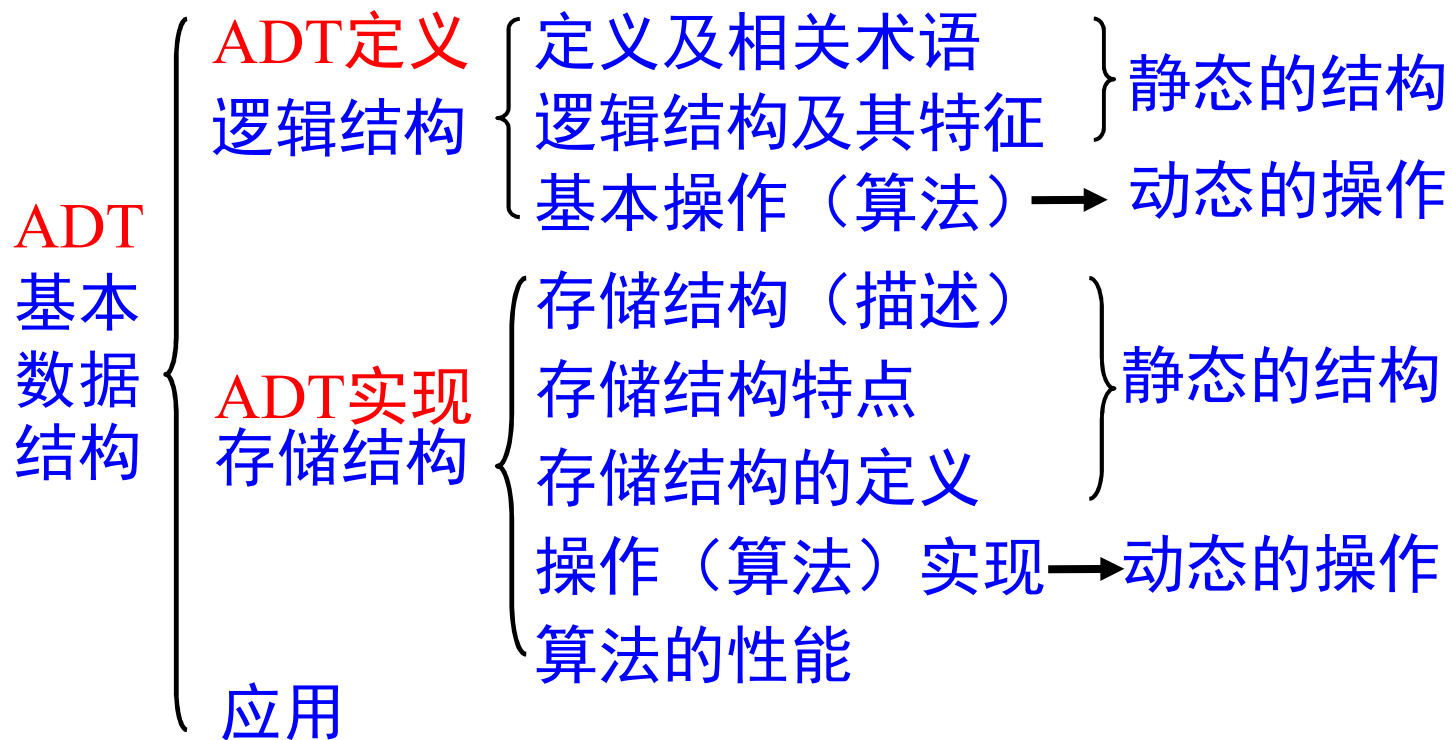 ADT
基本
数据
结构
ADT定义
逻辑结构
定义及相关术语
逻辑结构及其特征
静态的结构
基本操作（算法）
动态的操作
ADT实现
存储结构
存储结构（描述）
存储结构特点
存储结构的定义
静态的结构
操作（算法）实现
动态的操作
算法的性能
应用